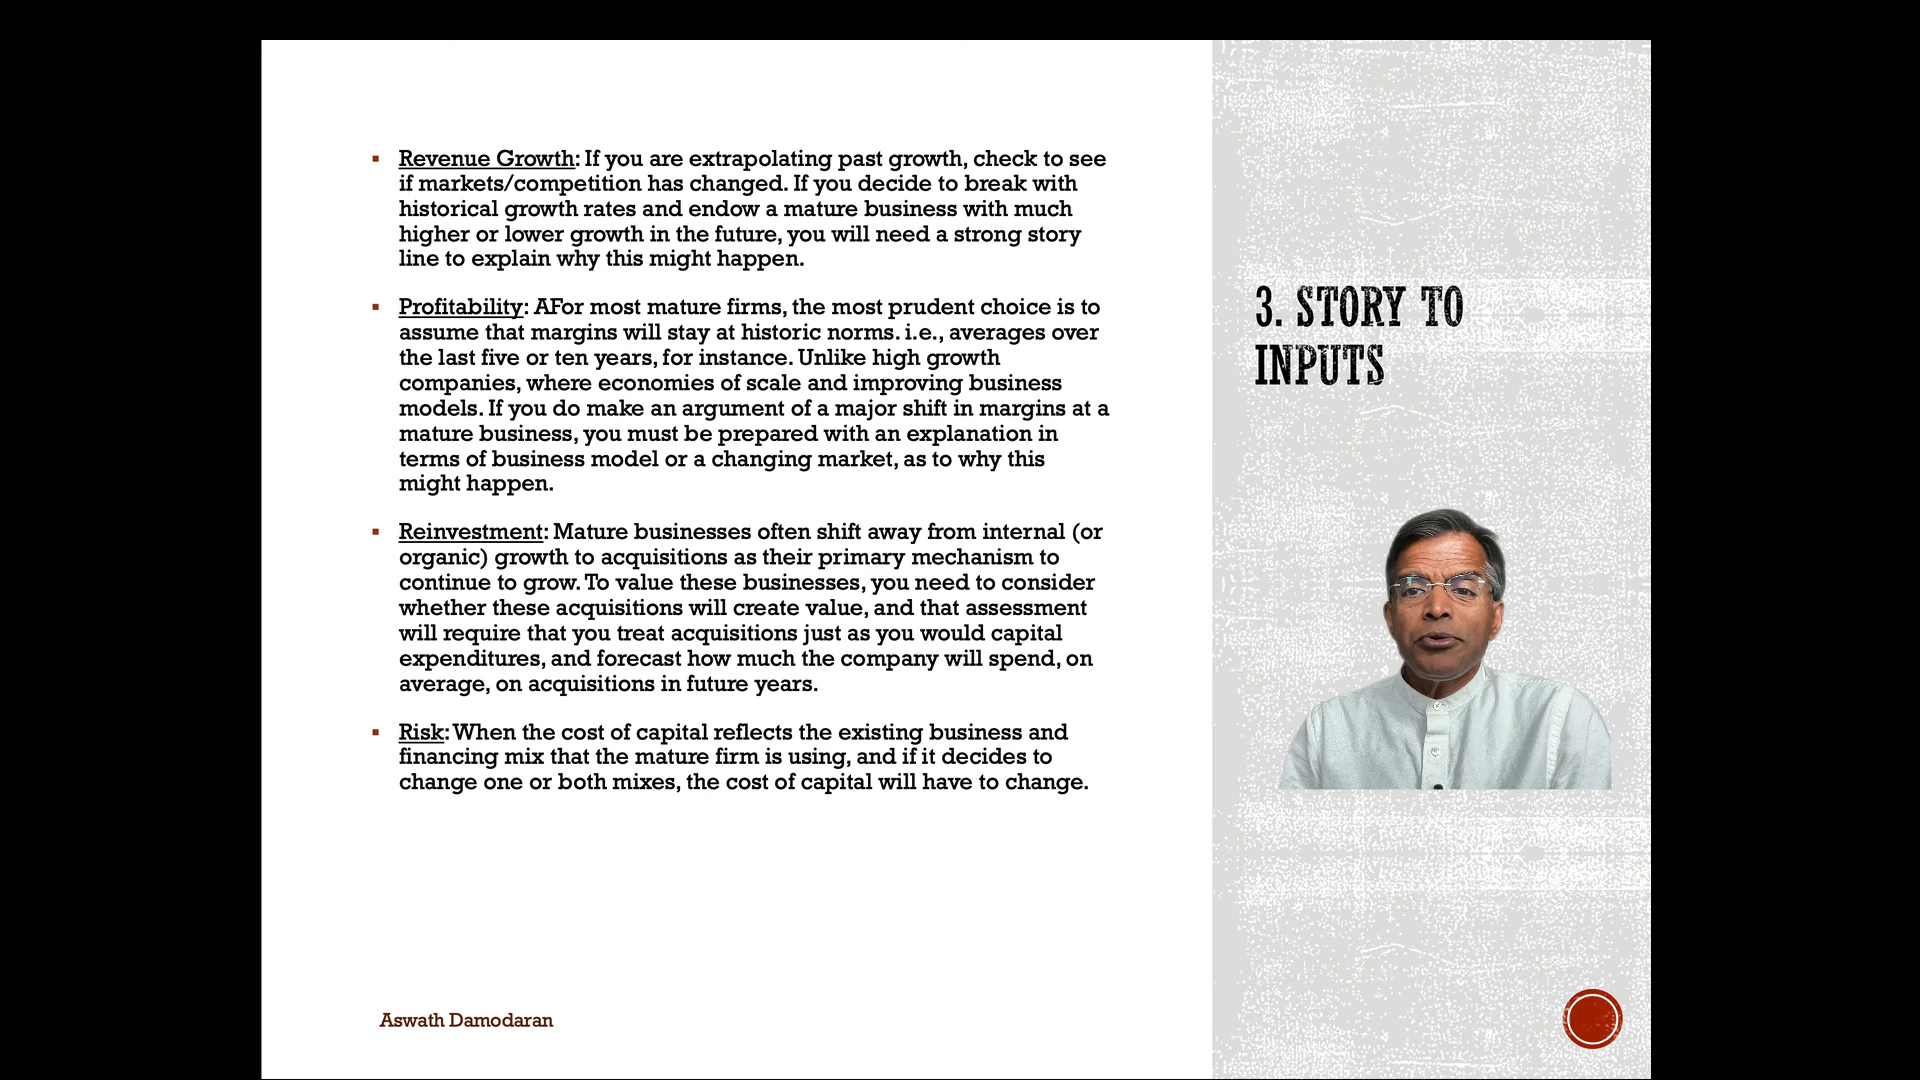 Revenue Growth: If you are extrapolating past growth, check to see
if markets/competition has changed. If you decide to break with
historical growth rates and endow a mature business with much
higher or lower growth in the future, you will need a strong story
line to explain why this might happen.
Profitability: AFor most mature firms, the most prudent choice is to
assume that margins will stay at historic norms. i.e., averages over
the last five or ten years, for instance. Unlike high growth
companies, where economies of scale and improving business
models. If you do make an argument of a major shift in margins at a
mature business, you must be prepared with an explanation in
terms of business model or a changing market, as to why this
might happen.
Reinvestment: Mature businesses often shift away from internal (or
organic) growth to acquisitions as their primary mechanism to
continue to grow. To value these businesses, you need to consider
whether these acquisitions will create value, and that assessment
will require that you treat acquisitions just as you would capital
expenditures, and forecast how much the company will spend, on
average, on acquisitions in future years.
Risk: When the cost of capital reflects the existing business and
financing mix that the mature firm is using, and if it decides to
change one or both mixes, the cost of capital will have to change.
3. STORY TO
INPUTS
Aswath Damodaran